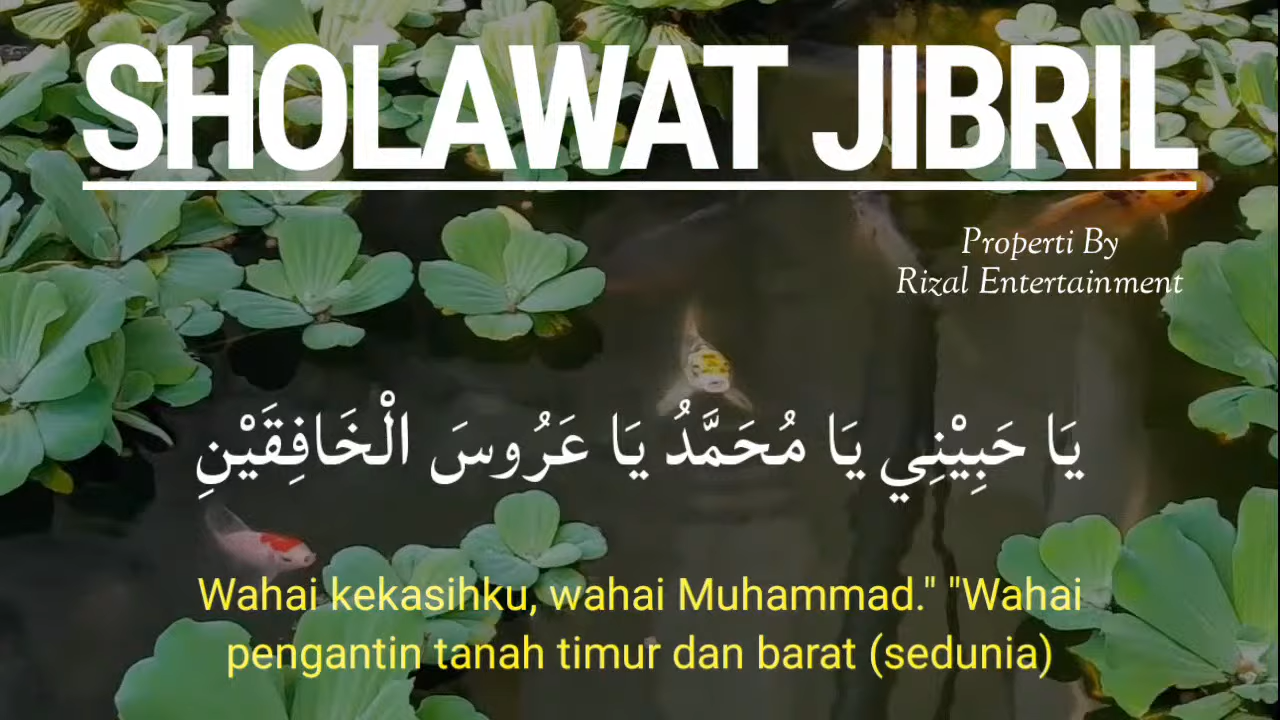 SHOLAWAT JIBRIL
Properti By
Rizal Entertainment
يَا حَبِيْنِي يَا مُحَمَّدُ يَا عَرُوسَ الْخَافِقَيْنِ
Wahai kekasihku, wahai Muhammad." "Wahai
pengantin tanah timur dan barat (sedunia)